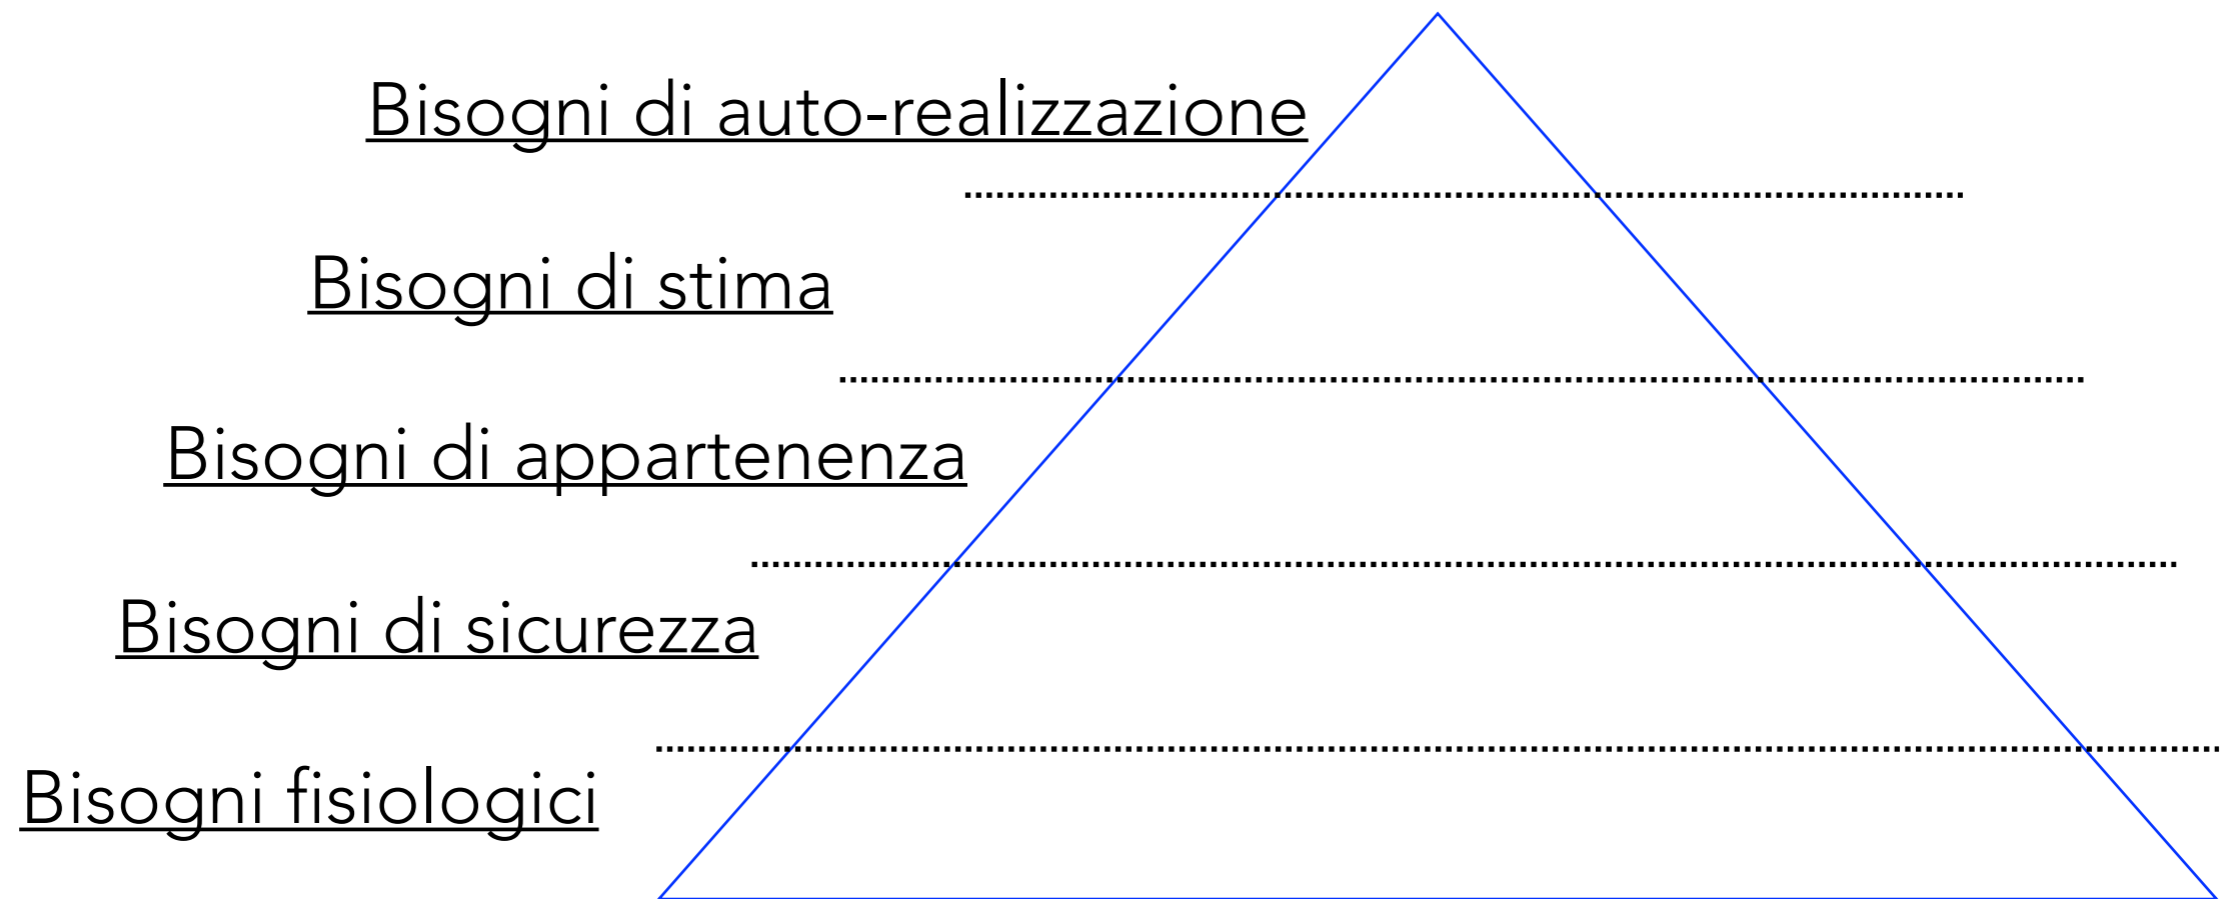 Bisogni di auto-realizzazione
Bisogni di stima
Bisogni di appartenenza
Bisogni di sicurezza
Bisogni fisiologici